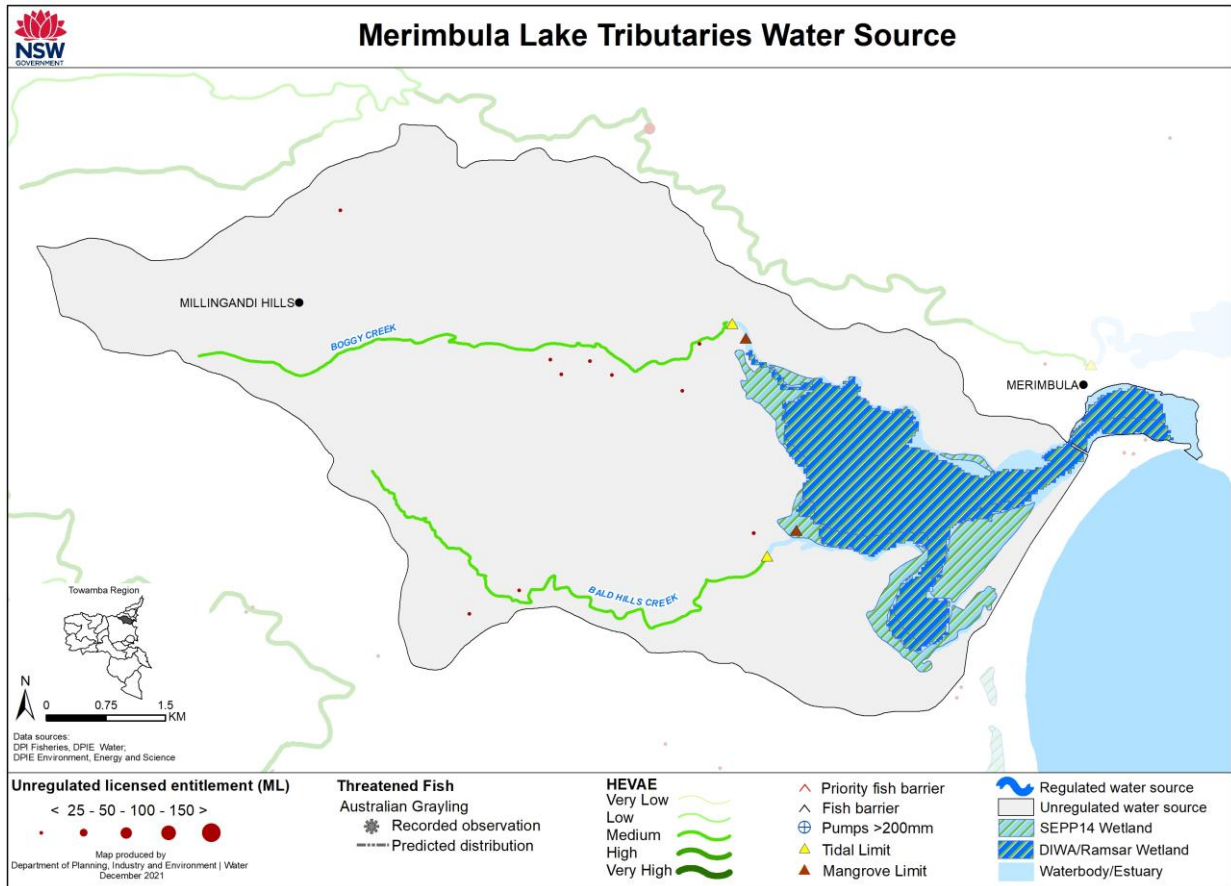 NSW
GOVERNMENT
Merimbula Lake Tributaries Water Source
MILLINGANDI HILLS
BOGGY CREEK
MERIMBULA
BALD HILLS CREEK
Towamba Region
N
0 0.75 1.5
KM
Data sources:
DPI Fisheries, DPIE Water;
DPIE Environment, Energy and Science
Unregulated licensed entitlement (ML)
< 25 - 50 - 100 - 150 >
Map produced by
Department of Planning, Industry and Environment | Water
December 2021
Threatened Fish
Australian Grayling
Recorded observation
Predicted distribution
HEVAE
Very Low
Low
Medium
High
Very High
Priority fish barrier
Fish barrier
Pumps >200mm
Tidal Limit
Mangrove Limit
Regulated water source
Unregulated water source
SEPP14 Wetland
DIWA/Ramsar Wetland
Waterbody/Estuary